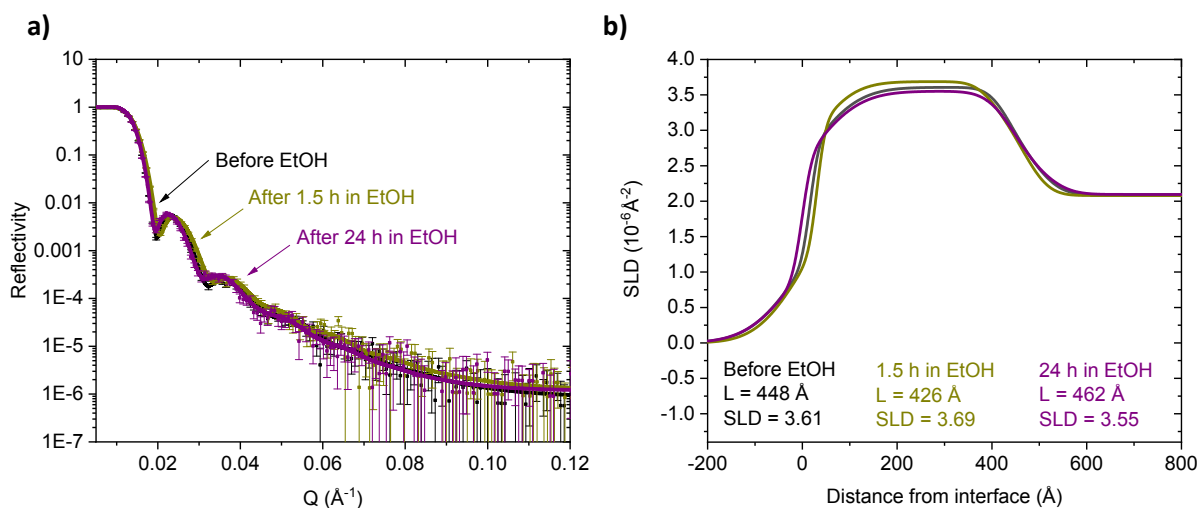 a)
10
1
0.1
0.01
0.001
1E-4
1E-5
1E-6
1E-7
Reflectivity
Before EtOH
After 1.5 h in EtOH
After 24 h in EtOH
0.02 0.04 0.06 0.08 0.10 0.12
Q (Å⁻¹)
b)
4.0
3.5
3.0
2.5
2.0
1.5
1.0
0.5
0.0
-0.5
-1.0
SLD (10⁻⁶Å⁻²)
Before EtOH
L = 448 Å
SLD = 3.61
1.5 h in EtOH
L = 426 Å
SLD = 3.69
24 h in EtOH
L = 462 Å
SLD = 3.55
-200 0 200 400 600 800
Distance from interface (Å)